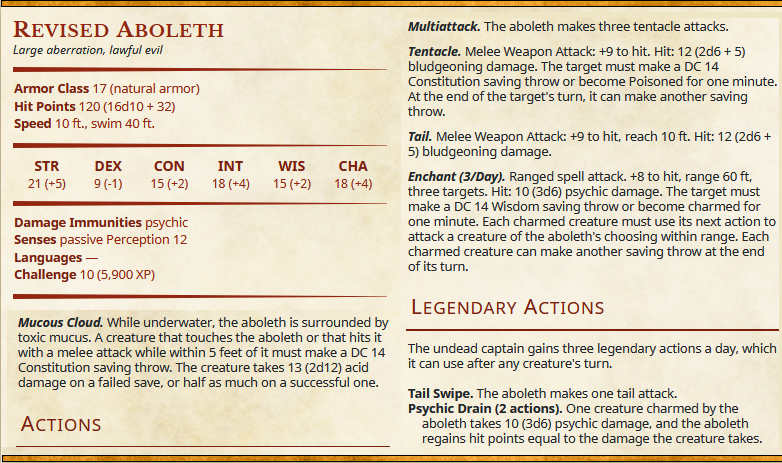 REVISED ABOLETH
Large aberration, lawful evil
Armor Class 17 (natural armor)
Hit Points 120 (16d10 + 32)
Speed 10 ft., swim 40 ft.
STR DEX CON INT WIS CHA
21 (+5) 9 (-1) 15 (+2) 18 (+4) 15 (+2) 18 (+4)
Damage Immunities psychic
Senses passive Perception 12
Languages —
Challenge 10 (5,900 XP)
Mucous Cloud. While underwater, the aboleth is surrounded by
toxic mucus. A creature that touches the aboleth or that hits it
with a melee attack while within 5 feet of it must make a DC 14
Constitution saving throw. The creature takes 13 (2d12) acid
damage on a failed save, or half as much on a successful one.
ACTIONS
Multiattack. The aboleth makes three tentacle attacks.
Tentacle. Melee Weapon Attack: +9 to hit. Hit: 12 (2d6 + 5)
bludgeoning damage. The target must make a DC 14
Constitution saving throw or become Poisoned for one minute.
At the end of the target's turn, it can make another saving
throw.
Tail. Melee Weapon Attack: +9 to hit, reach 10 ft. Hit: 12 (2d6 +
5) bludgeoning damage.
Enchant (3/Day). Ranged spell attack. +8 to hit, range 60 ft,
three targets. Hit: 10 (3d6) psychic damage. The target must
make a DC 14 Wisdom saving throw or become charmed for
one minute. Each charmed creature must use its next action to
attack a creature of the aboleth's choosing within range. Each
charmed creature can make another saving throw at the end
of its turn.
LEGENDARY ACTIONS
The undead captain gains three legendary actions a day, which
it can use after any creature's turn.
Tail Swipe. The aboleth makes one tail attack.
Psychic Drain (2 actions). One creature charmed by the
aboleth takes 10 (3d6) psychic damage, and the aboleth
regains hit points equal to the damage the creature takes.